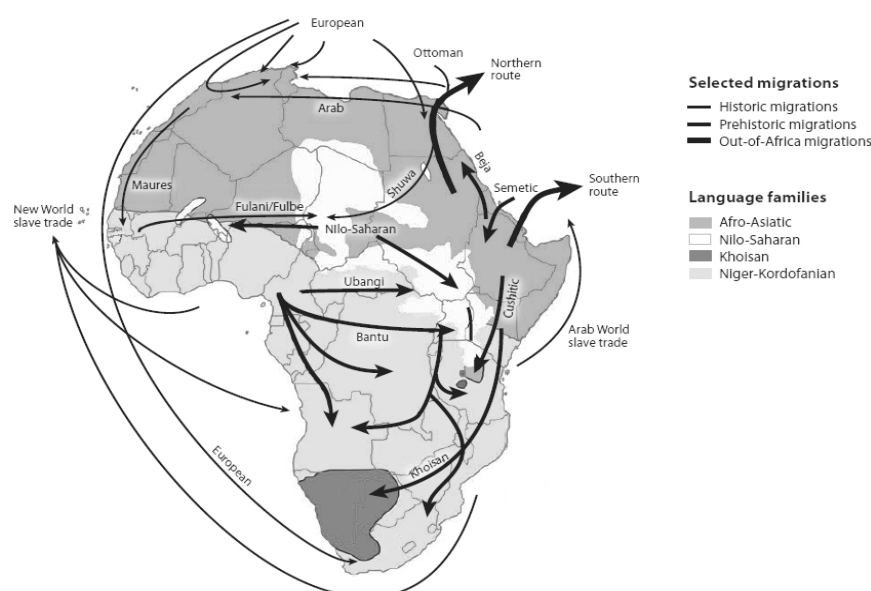 European
Ottoman
Northern
route
Arab
Beja
Semetic
Southern
route
Maures
Fulani/Fulbe
Shuwa
New World
slave trade
Nilo-Saharan
Ubangi
Cushitic
Bantu
Arab World
slave trade
European
Khoisan
Selected migrations
Historic migrations
Prehistoric migrations
Out-of-Africa migrations
Language families
Afro-Asiatic
Nilo-Saharan
Khoisan
Niger-Kordofanian